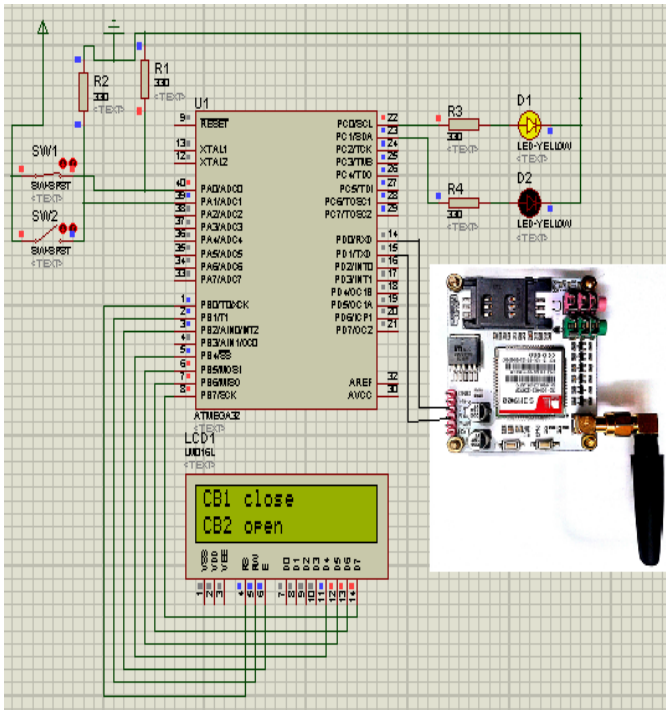 R2
330
<TEXT>
R1
330
<TEXT>
SW1
SW-SPST
<TEXT>
SW2
SW-SPST
<TEXT>
U1
9 RESET
13 XTAL1
12 XTAL2
40 PA0/ADC0
39 PA1/ADC1
38 PA2/ADC2
37 PA3/ADC3
36 PA4/ADC4
35 PA5/ADC5
34 PA6/ADC6
33 PA7/ADC7
1 PB0/T0/XCK
2 PB1/T1
3 PB2/AIN0/INT2
4 PB3/AIN1/OC0
5 PB4/SS
6 PB5/MOSI
7 PB6/MISO
8 PB7/SCK
PC0/SCL 22
PC1/SDA 23
PC2/TCK 24
PC3/TMS 25
PC4/TDO 26
PC5/TDI 27
PC6/TOSC1 28
PC7/TOSC2 29
PD0/RXD 14
PD1/TXD 15
PD2/INT0 16
PD3/INT1 17
PD4/OC1B 18
PD5/OC1A 19
PD6/ICP1 20
PD7/OC2 21
AREF 32
AVCC 30
ATMEGA32
<TEXT>
R3
330
<TEXT>
D1
LED-YELLOW
<TEXT>
R4
330
<TEXT>
D2
LED-YELLOW
<TEXT>
SIM900
LCD1
LM016L
<TEXT>
CB1 close
CB2 open
VSS VDD VEE RS RW E D0 D1 D2 D3 D4 D5 D6 D7
1 2 3 4 5 6 7 8 9 10 11 12 13 14